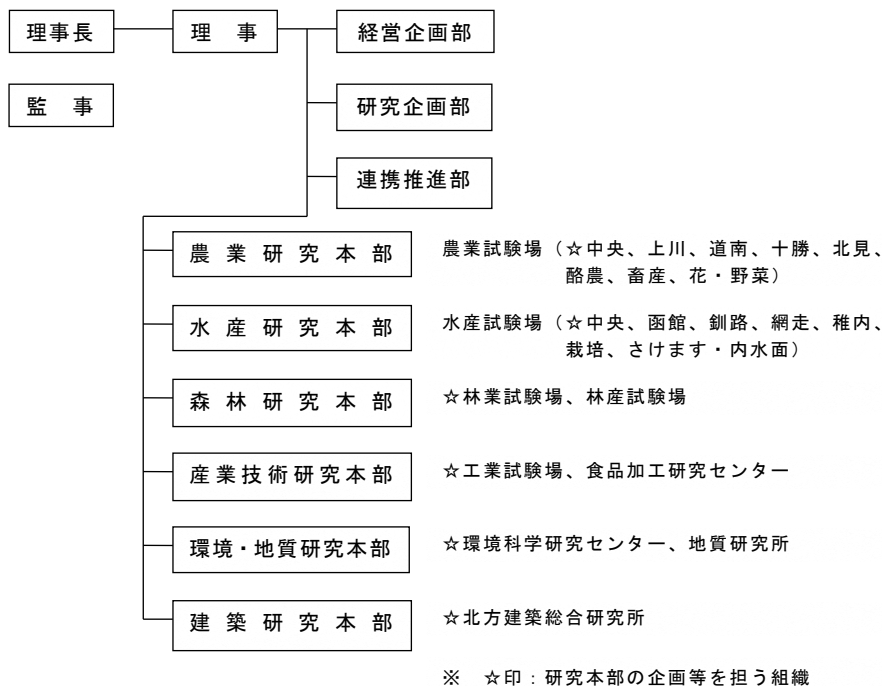 理事長　理　事　経営企画部
監　事
研究企画部
連携推進部
農業研究本部　農業試験場（☆中央、上川、道南、十勝、北見、
酪農、畜産、花・野菜）
水産研究本部　水産試験場（☆中央、函館、釧路、網走、稚内、
栽培、さけます・内水面）
森林研究本部　☆林業試験場、林産試験場
産業技術研究本部　☆工業試験場、食品加工研究センター
環境・地質研究本部　☆環境科学研究センター、地質研究所
建築研究本部　☆北方建築総合研究所
※　☆印：研究本部の企画等を担う組織